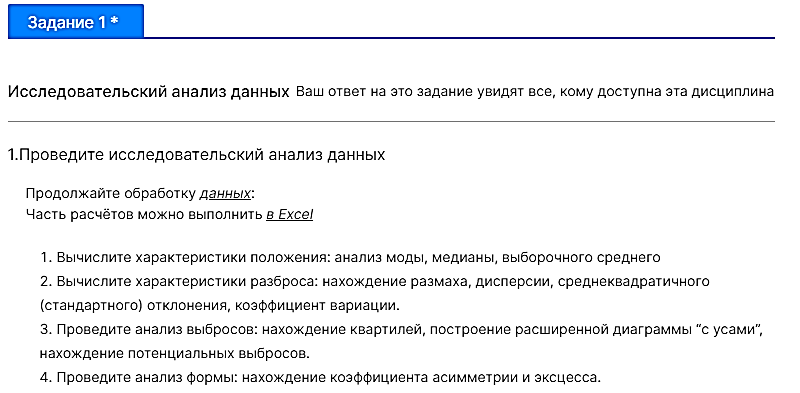 Задание 1 *
Исследовательский анализ данных Ваш ответ на это задание увидят все, кому доступна эта дисциплина
1.Проведите исследовательский анализ данных
Продолжайте обработку данных:
Часть расчётов можно выполнить в Excel
1. Вычислите характеристики положения: анализ моды, медианы, выборочного среднего
2. Вычислите характеристики разброса: нахождение размаха, дисперсии, среднеквадратичного
(стандартного) отклонения, коэффициент вариации.
3. Проведите анализ выбросов: нахождение квартилей, построение расширенной диаграммы “с усами”,
нахождение потенциальных выбросов.
4. Проведите анализ формы: нахождение коэффициента асимметрии и эксцесса.